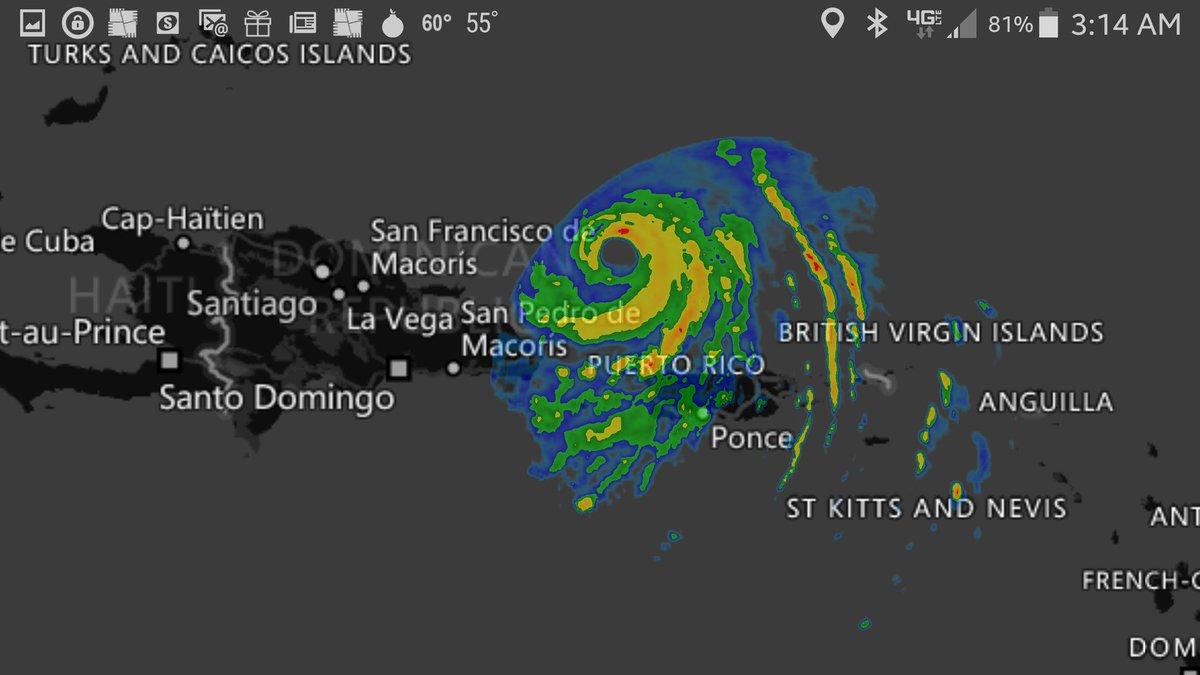 60° 55° 4G LTE 81% 3:14 AM
TURKS AND CAICOS ISLANDS
Cap-Haïtien
e Cuba
San Francisco de
Macorís
DOMINICAN
HAITI
REPUBLIC
Santiago
La Vega
San Pedro de
Macoris
t-au-Prince
PUERTO RICO
BRITISH VIRGIN ISLANDS
Santo Domingo
ANGUILLA
Ponce
ST KITTS AND NEVIS
ANT
FRENCH-C
DOM